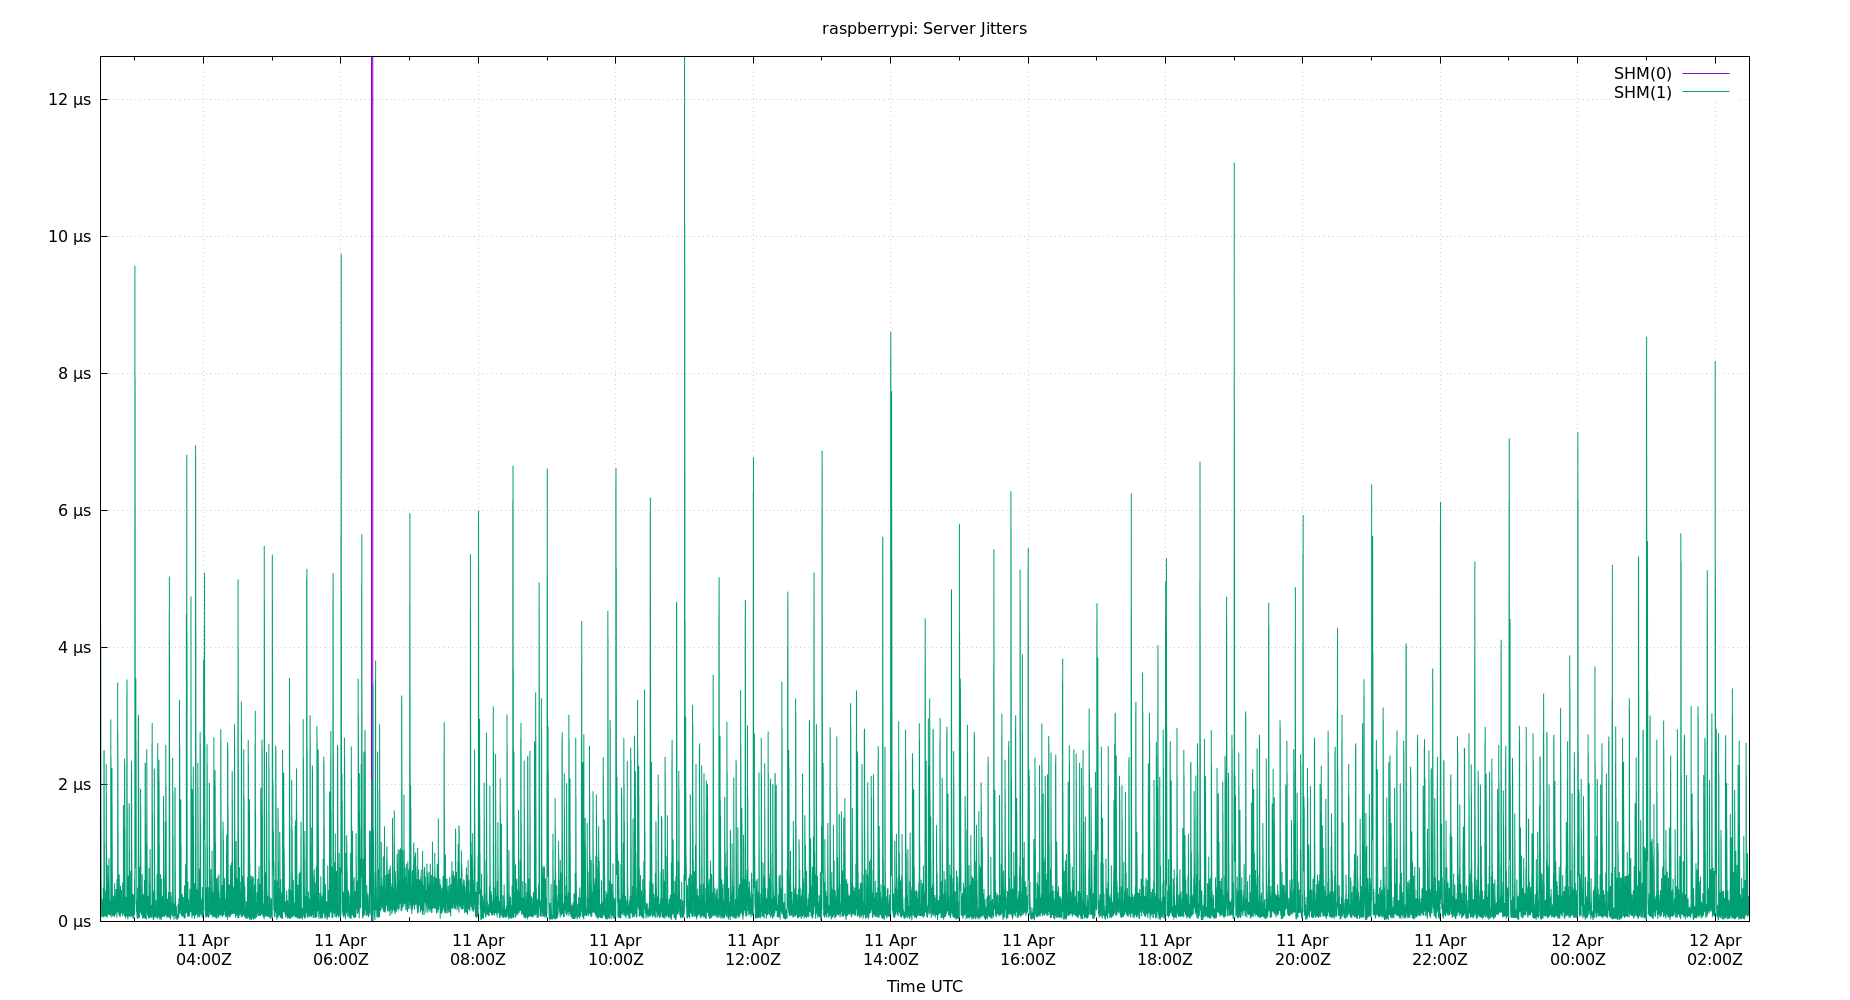 raspberrypi: Server Jitters
SHM(0)
SHM(1)
12 µs
10 µs
8 µs
6 µs
4 µs
2 µs
0 µs
11 Apr 11 Apr 11 Apr 11 Apr 11 Apr 11 Apr 11 Apr 11 Apr 11 Apr 11 Apr 12 Apr 12 Apr
04:00Z 06:00Z 08:00Z 10:00Z 12:00Z 14:00Z 16:00Z 18:00Z 20:00Z 22:00Z 00:00Z 02:00Z
Time UTC